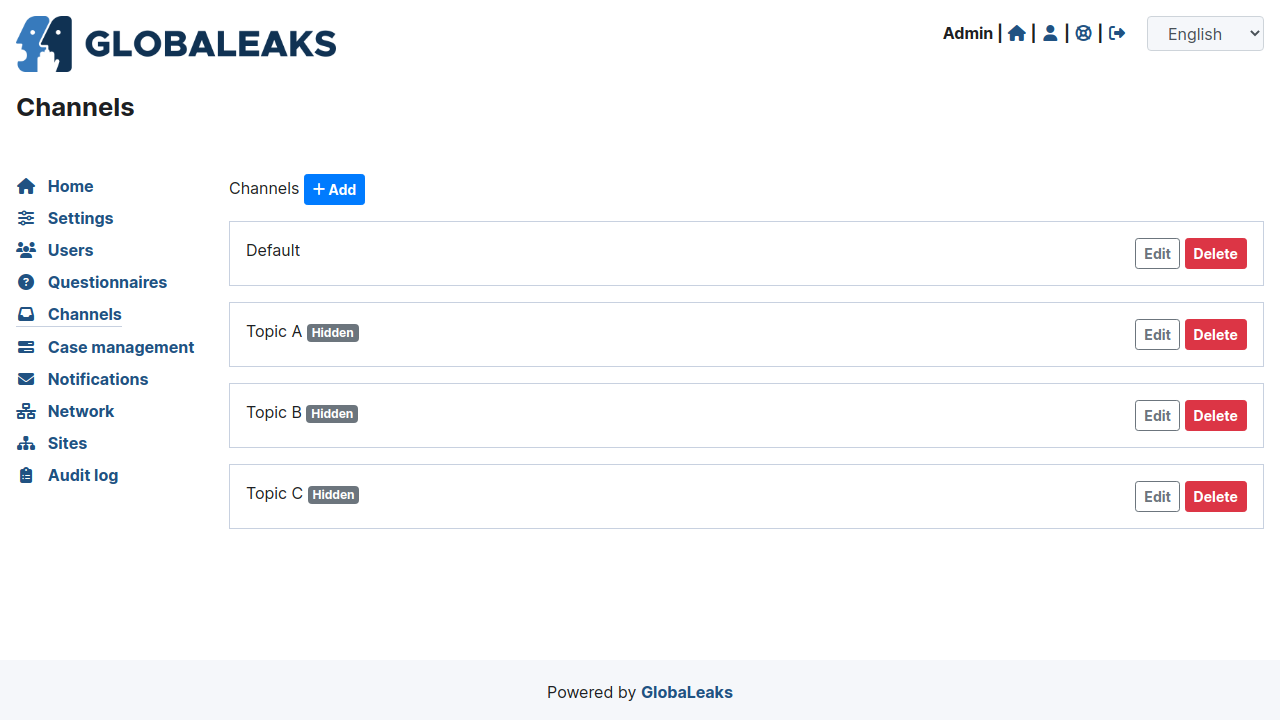 GLOBALEAKS
Admin | | | |
English
Channels
Home
Settings
Users
Questionnaires
Channels
Case management
Notifications
Network
Sites
Audit log
Channels + Add
Default
Edit Delete
Topic A Hidden
Edit Delete
Topic B Hidden
Edit Delete
Topic C Hidden
Edit Delete
Powered by GlobaLeaks